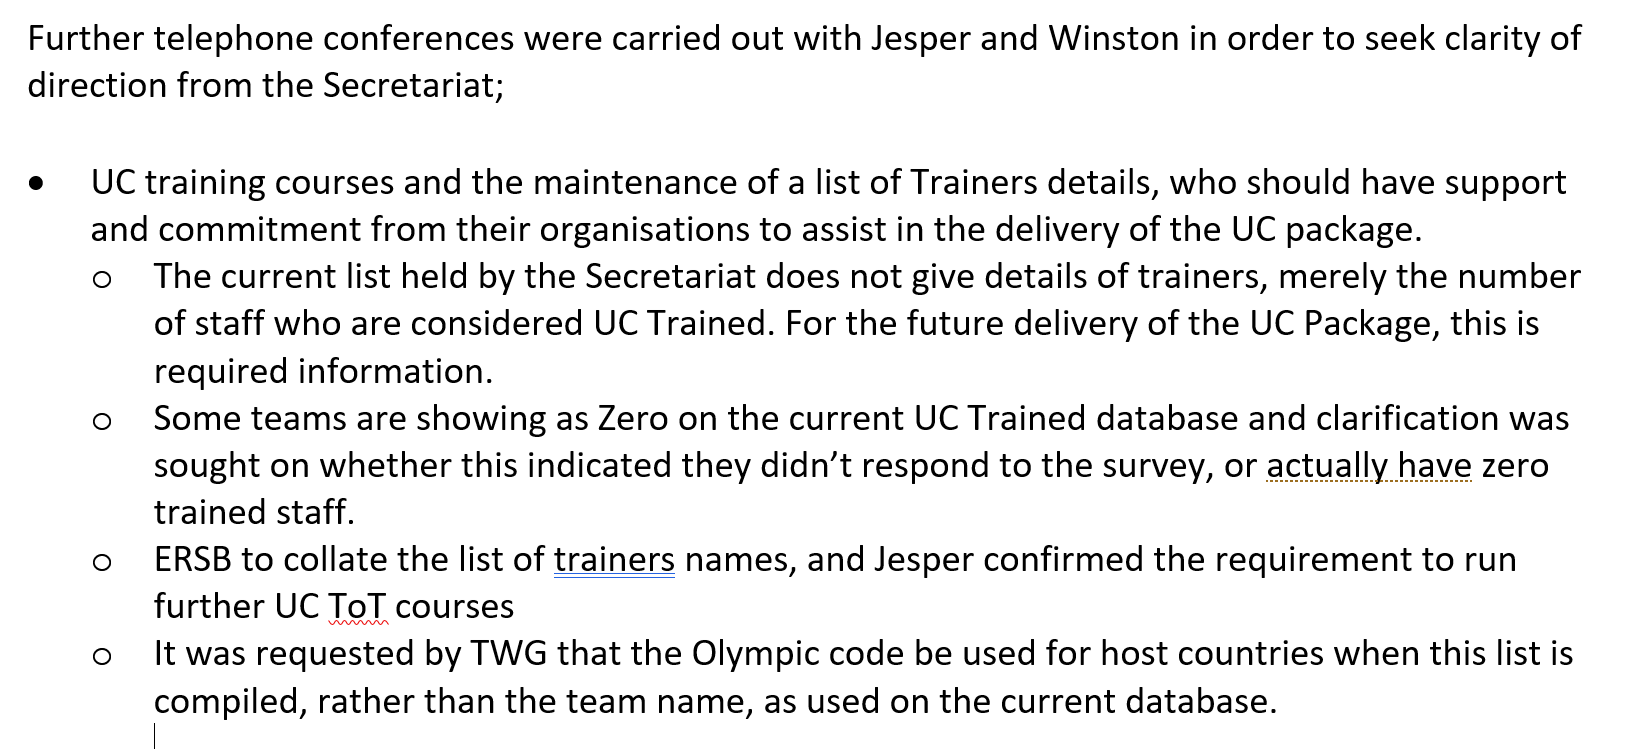 Further telephone conferences were carried out with Jesper and Winston in order to seek clarity of
direction from the Secretariat;
• UC training courses and the maintenance of a list of Trainers details, who should have support
and commitment from their organisations to assist in the delivery of the UC package.
o The current list held by the Secretariat does not give details of trainers, merely the number
of staff who are considered UC Trained. For the future delivery of the UC Package, this is
required information.
o Some teams are showing as Zero on the current UC Trained database and clarification was
sought on whether this indicated they didn’t respond to the survey, or actually have zero
trained staff.
o ERSB to collate the list of trainers names, and Jesper confirmed the requirement to run
further UC ToT courses
o It was requested by TWG that the Olympic code be used for host countries when this list is
compiled, rather than the team name, as used on the current database.